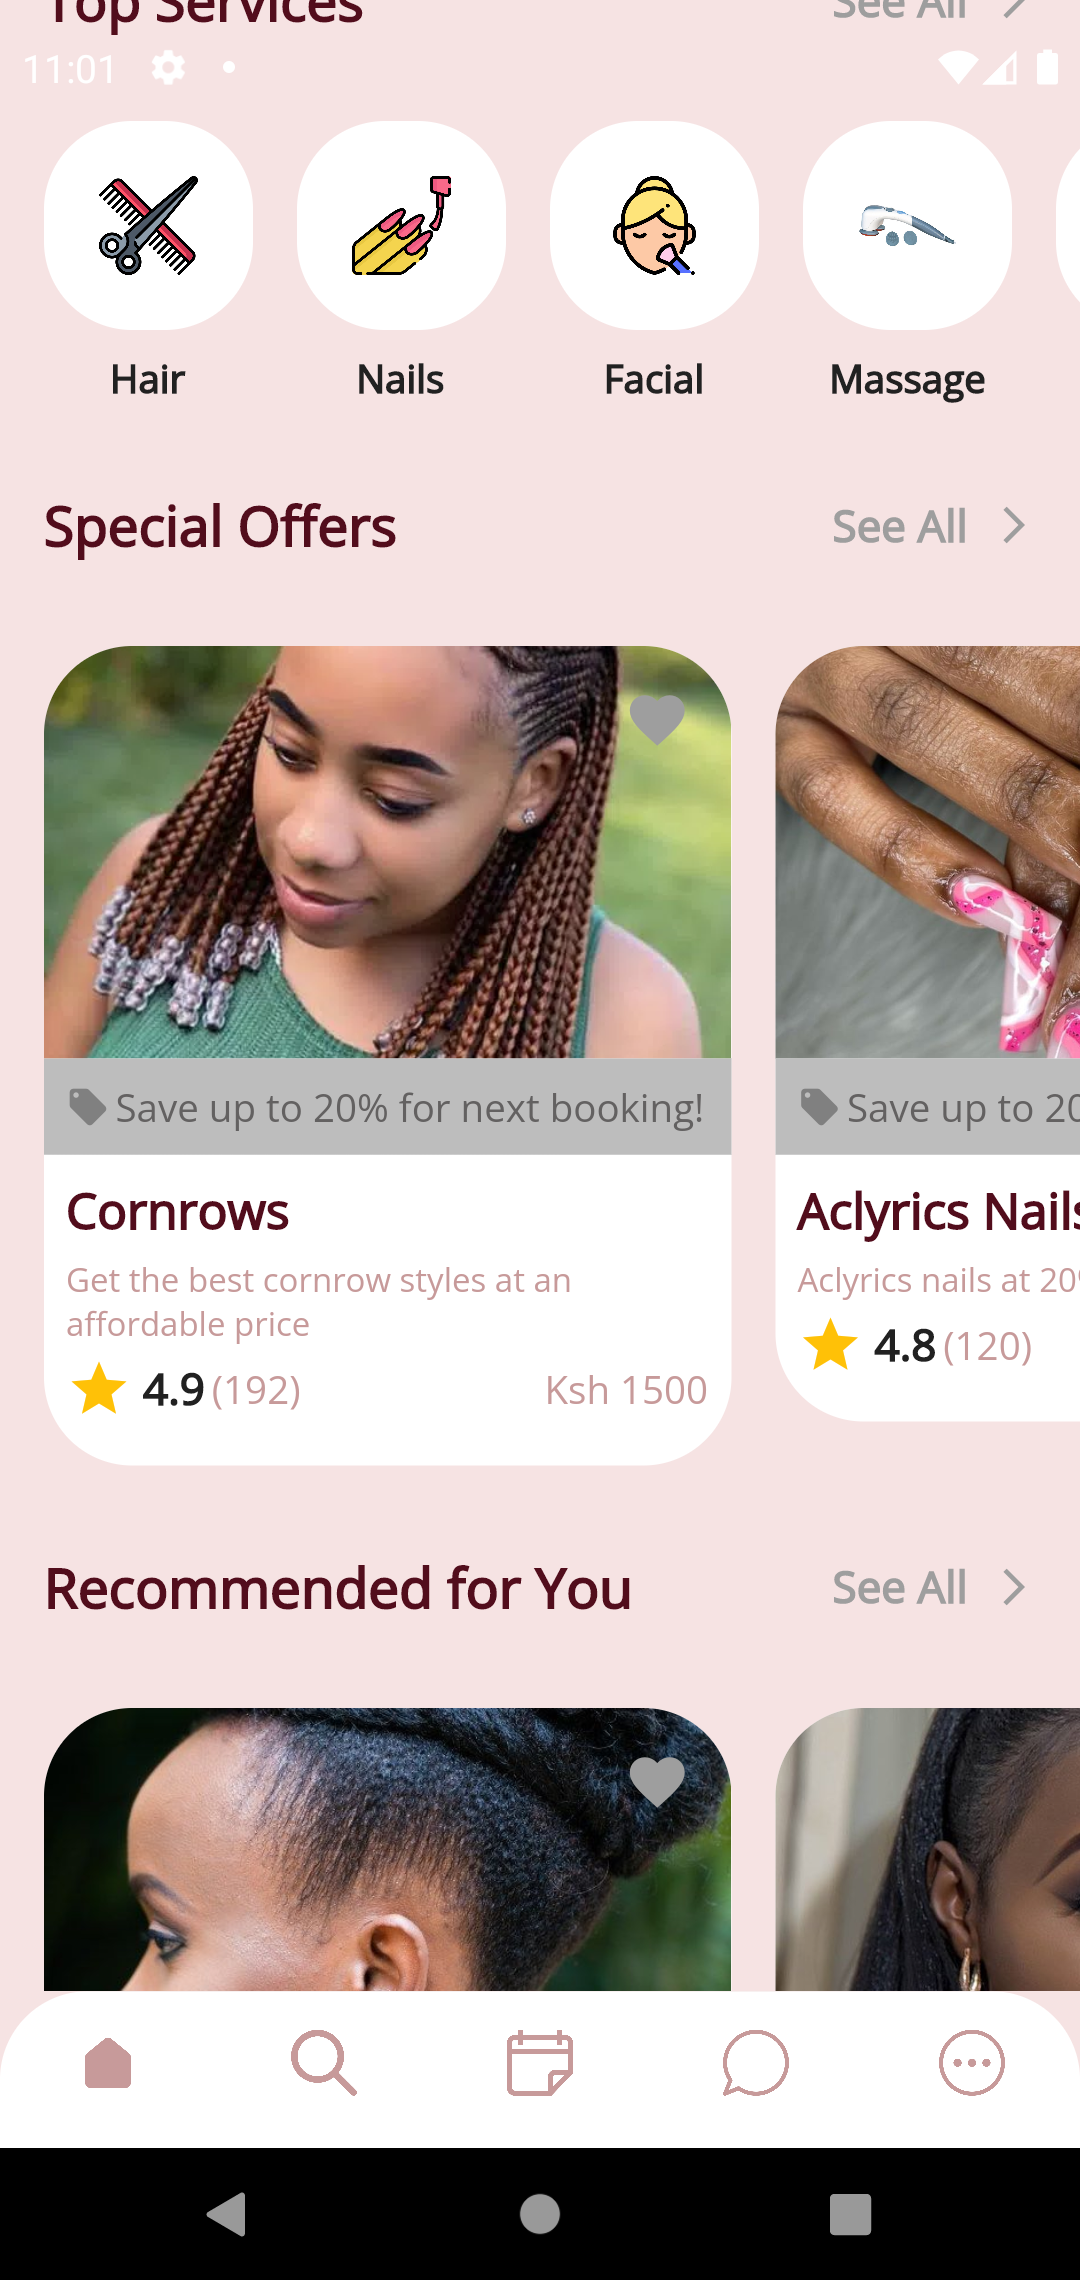 Top Services
See All
11:01
Hair
Nails
Facial
Massage
Special Offers
See All
Save up to 20% for next booking!
Save up to 20
Cornrows
Get the best cornrow styles at an
affordable price
4.9 (192)
Ksh 1500
Aclyrics Nails
Aclyrics nails at 20%
4.8 (120)
Recommended for You
See All